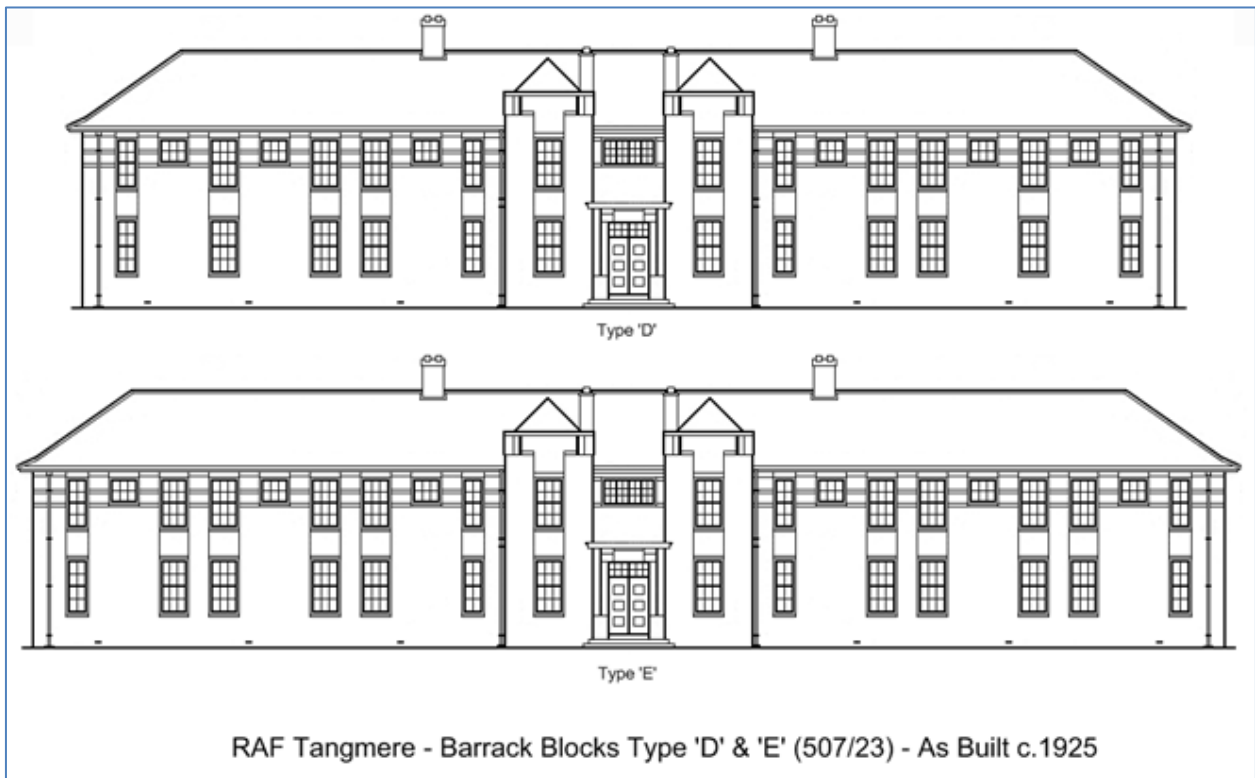 Type 'D'
Type 'E'
RAF Tangmere - Barrack Blocks Type 'D' & 'E' (507/23) - As Built c.1925